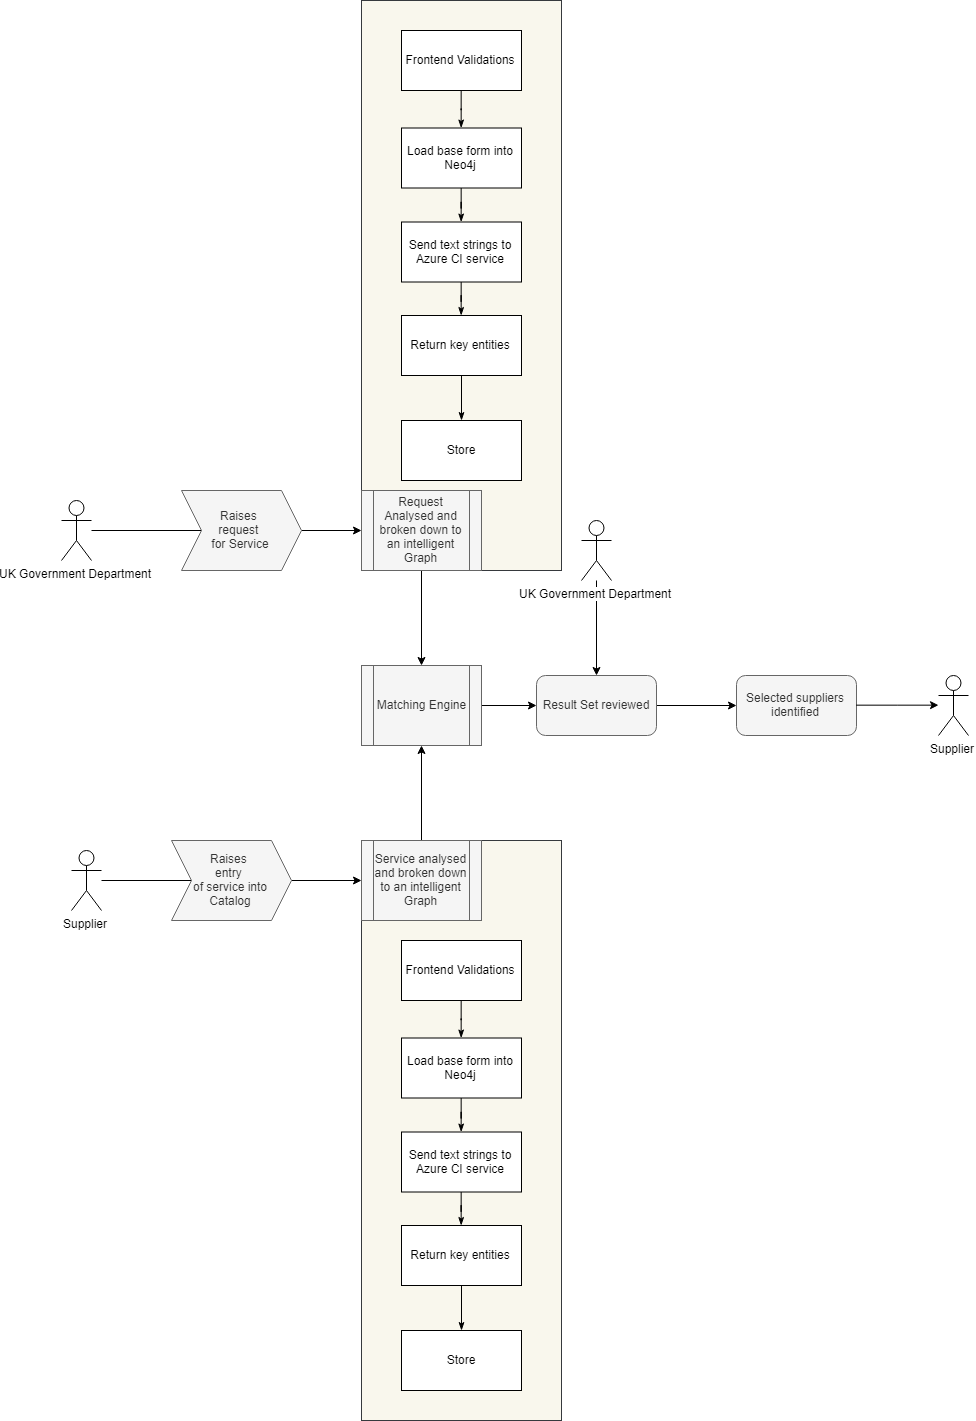 Frontend Validations
Load base form into
Neo4j
Send text strings to
Azure CI service
Return key entities
Store
UK Government Department
Raises
request
for Service
Request
Analysed and
broken down to
an intelligent
Graph
UK Government Department
Matching Engine
Result Set reviewed
Selected suppliers
identified
Supplier
Supplier
Raises
entry
of service into
Catalog
Service analysed
and broken down
to an intelligent
Graph
Frontend Validations
Load base form into
Neo4j
Send text strings to
Azure CI service
Return key entities
Store